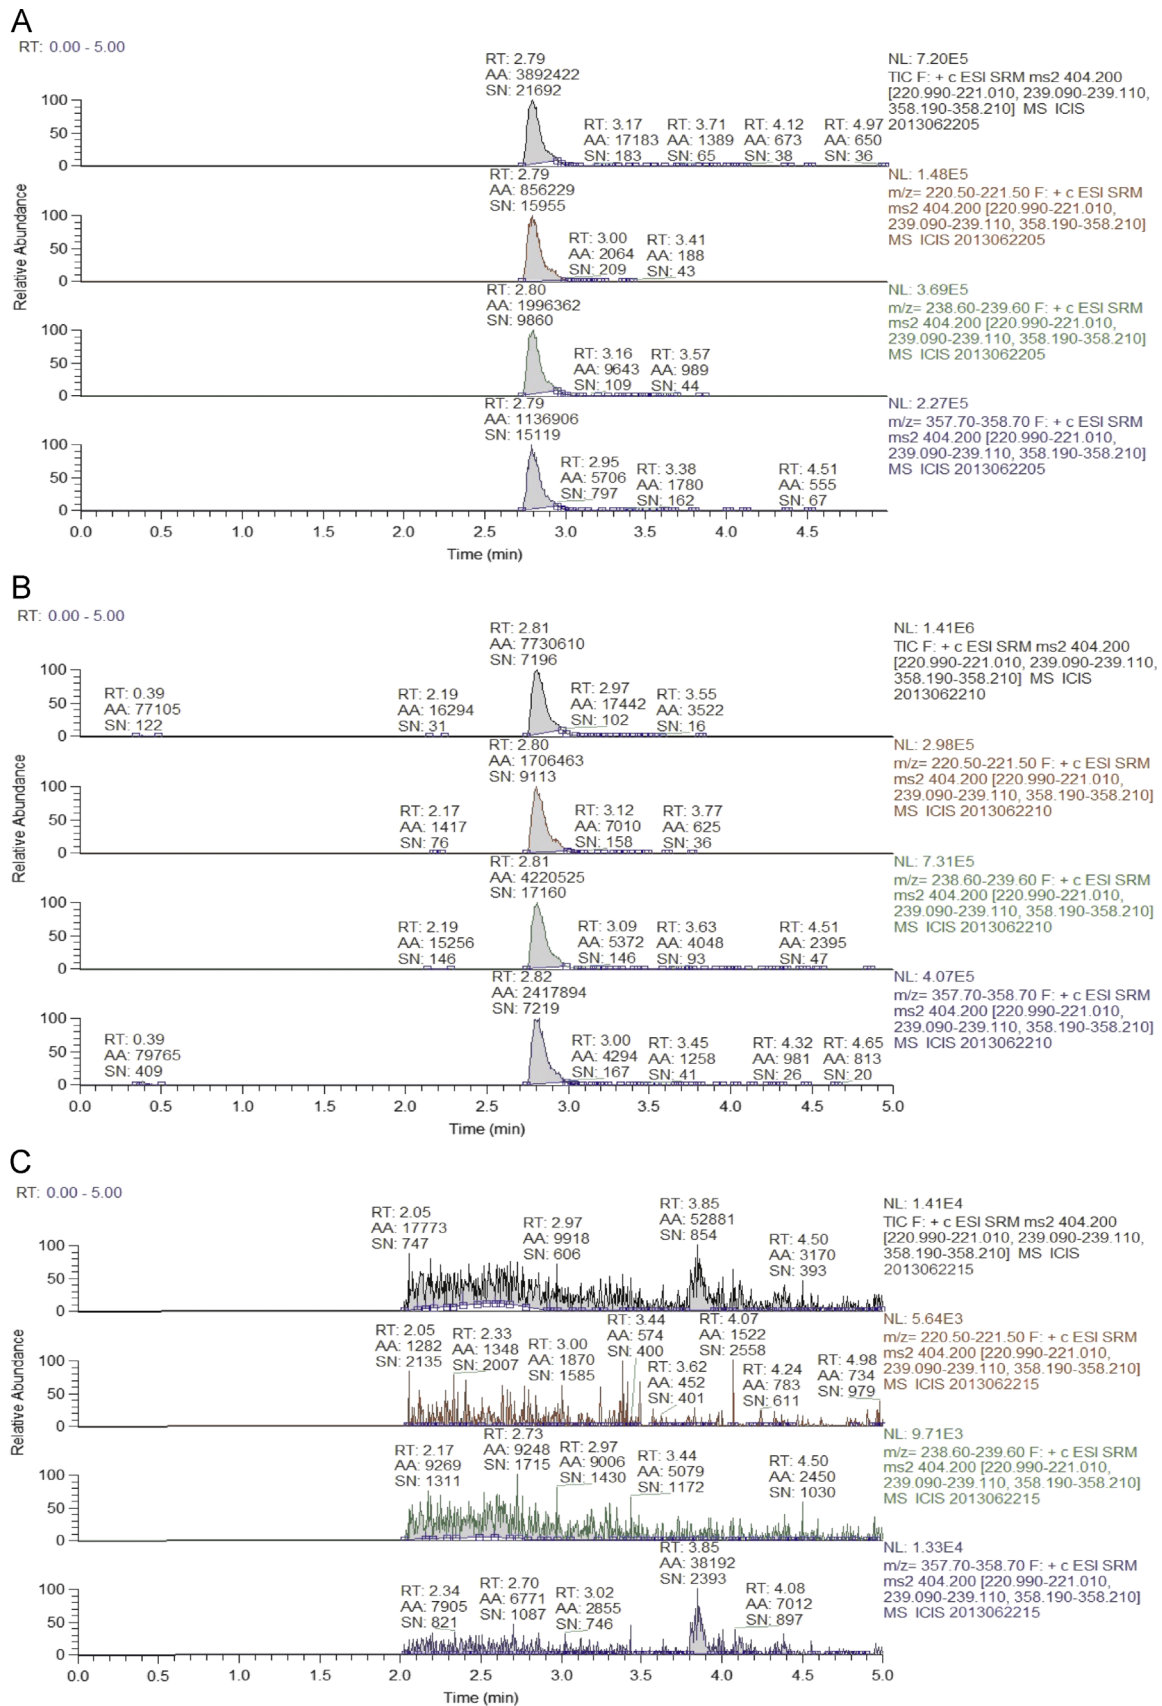 A
RT: 0.00 - 5.00
RT: 2.79
AA: 3892422
SN: 21692
RT: 3.17
AA: 17183
SN: 183
RT: 3.71
AA: 1389
SN: 65
RT: 4.12
AA: 673
SN: 38
RT: 4.97
AA: 650
SN: 36
NL: 7.20E5
TIC F: + c ESI SRM ms2 404.200
[220.990-221.010, 239.090-239.110,
358.190-358.210] MS ICIS
2013062205
100
50
0
RT: 2.79
AA: 856229
SN: 15955
RT: 3.00
AA: 2064
SN: 209
RT: 3.41
AA: 188
SN: 43
NL: 1.48E5
m/z= 220.50-221.50 F: + c ESI SRM
ms2 404.200 [220.990-221.010,
239.090-239.110, 358.190-358.210]
MS ICIS 2013062205
100
50
0
Relative Abundance
RT: 2.80
AA: 1996362
SN: 9860
RT: 3.16
AA: 9643
SN: 109
RT: 3.57
AA: 989
SN: 44
NL: 3.69E5
m/z= 238.60-239.60 F: + c ESI SRM
ms2 404.200 [220.990-221.010,
239.090-239.110, 358.190-358.210]
MS ICIS 2013062205
100
50
0
RT: 2.79
AA: 1136906
SN: 15119
RT: 2.95
AA: 5706
SN: 797
RT: 3.38
AA: 1780
SN: 162
RT: 4.51
AA: 555
SN: 67
NL: 2.27E5
m/z= 357.70-358.70 F: + c ESI SRM
ms2 404.200 [220.990-221.010,
239.090-239.110, 358.190-358.210]
MS ICIS 2013062205
100
50
0
0.0 0.5 1.0 1.5 2.0 2.5 3.0 3.5 4.0 4.5
Time (min)
B
RT: 0.00 - 5.00
RT: 0.39
AA: 77105
SN: 122
RT: 2.19
AA: 16294
SN: 31
RT: 2.81
AA: 7730610
SN: 7196
RT: 2.97
AA: 17442
SN: 102
RT: 3.55
AA: 3522
SN: 16
NL: 1.41E6
TIC F: + c ESI SRM ms2 404.200
[220.990-221.010, 239.090-239.110,
358.190-358.210] MS ICIS
2013062210
100
50
0
RT: 2.17
AA: 1417
SN: 76
RT: 2.80
AA: 1706463
SN: 9113
RT: 3.12
AA: 7010
SN: 158
RT: 3.77
AA: 625
SN: 36
NL: 2.98E5
m/z= 220.50-221.50 F: + c ESI SRM
ms2 404.200 [220.990-221.010,
239.090-239.110, 358.190-358.210]
MS ICIS 2013062210
100
50
0
Relative Abundance
RT: 2.19
AA: 15256
SN: 146
RT: 2.81
AA: 4220525
SN: 17160
RT: 3.09
AA: 5372
SN: 146
RT: 3.63
AA: 4048
SN: 93
RT: 4.51
AA: 2395
SN: 47
NL: 7.31E5
m/z= 238.60-239.60 F: + c ESI SRM
ms2 404.200 [220.990-221.010,
239.090-239.110, 358.190-358.210]
MS ICIS 2013062210
100
50
0
RT: 0.39
AA: 79765
SN: 409
RT: 2.82
AA: 2417894
SN: 7219
RT: 3.00
AA: 4294
SN: 167
RT: 3.45
AA: 1258
SN: 41
RT: 4.32
AA: 981
SN: 26
RT: 4.65
AA: 813
SN: 20
NL: 4.07E5
m/z= 357.70-358.70 F: + c ESI SRM
ms2 404.200 [220.990-221.010,
239.090-239.110, 358.190-358.210]
MS ICIS 2013062210
100
50
0
0.0 0.5 1.0 1.5 2.0 2.5 3.0 3.5 4.0 4.5 5.0
Time (min)
C
RT: 0.00 - 5.00
RT: 2.05
AA: 17773
SN: 747
RT: 2.97
AA: 9918
SN: 606
RT: 3.85
AA: 52881
SN: 854
RT: 4.50
AA: 3170
SN: 393
NL: 1.41E4
TIC F: + c ESI SRM ms2 404.200
[220.990-221.010, 239.090-239.110,
358.190-358.210] MS ICIS
2013062215
100
50
0
RT: 2.05
AA: 1282
SN: 2135
RT: 2.33
AA: 1348
SN: 2007
RT: 3.00
AA: 1870
SN: 1585
RT: 3.44
AA: 574
SN: 400
RT: 3.62
AA: 452
SN: 401
RT: 4.07
AA: 1522
SN: 2558
RT: 4.24
AA: 783
SN: 611
RT: 4.98
AA: 734
SN: 979
NL: 5.64E3
m/z= 220.50-221.50 F: + c ESI SRM
ms2 404.200 [220.990-221.010,
239.090-239.110, 358.190-358.210]
MS ICIS 2013062215
100
50
0
Relative Abundance
RT: 2.17
AA: 9269
SN: 1311
RT: 2.73
AA: 9248
SN: 1715
RT: 2.97
AA: 9006
SN: 1430
RT: 3.44
AA: 5079
SN: 1172
RT: 4.50
AA: 2450
SN: 1030
NL: 9.71E3
m/z= 238.60-239.60 F: + c ESI SRM
ms2 404.200 [220.990-221.010,
239.090-239.110, 358.190-358.210]
MS ICIS 2013062215
100
50
0
RT: 2.34
AA: 7905
SN: 821
RT: 2.70
AA: 6771
SN: 1087
RT: 3.02
AA: 2855
SN: 746
RT: 3.85
AA: 38192
SN: 2393
RT: 4.08
AA: 7012
SN: 897
NL: 1.33E4
m/z= 357.70-358.70 F: + c ESI SRM
ms2 404.200 [220.990-221.010,
239.090-239.110, 358.190-358.210]
MS ICIS 2013062215
100
50
0
0.0 0.5 1.0 1.5 2.0 2.5 3.0 3.5 4.0 4.5 5.0
Time (min)